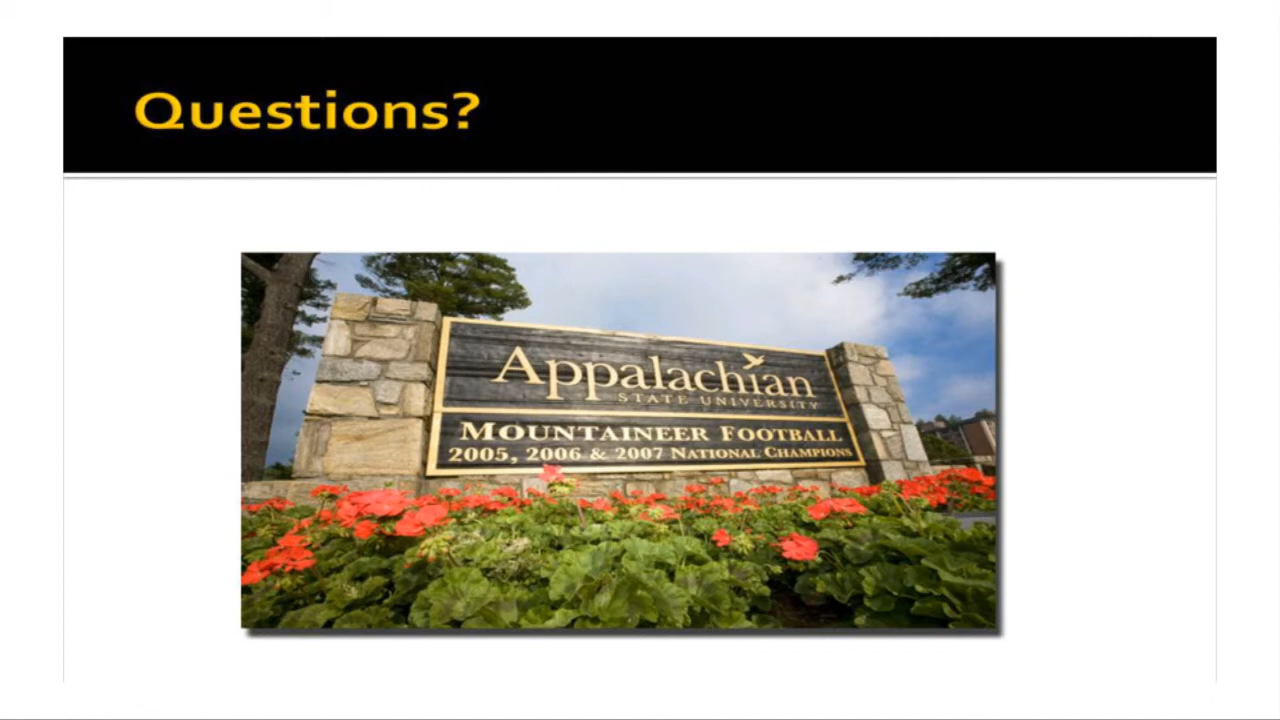 Questions?
Appalachian
STATE UNIVERSITY
MOUNTAINEER FOOTBALL
2005, 2006 & 2007 NATIONAL CHAMPIONS